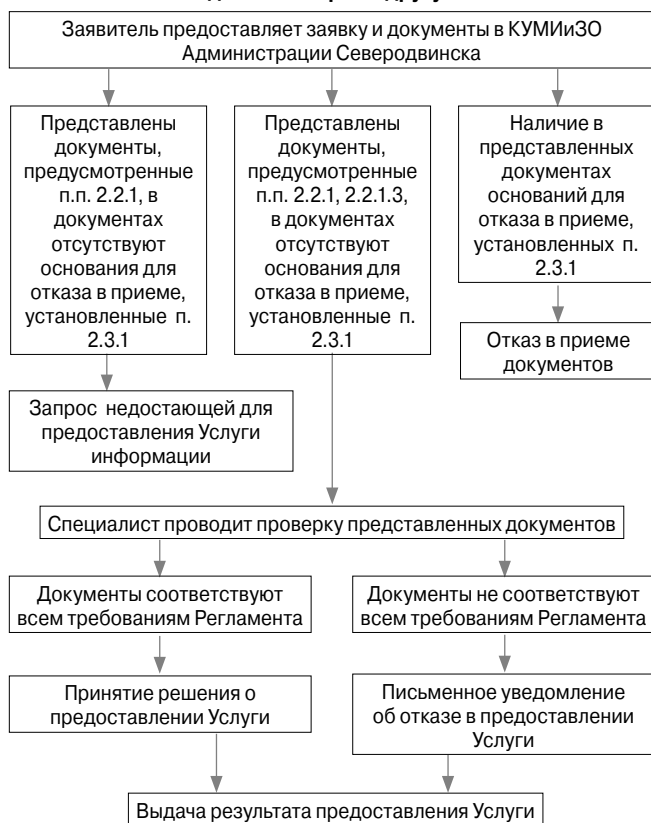 Заявитель предоставляет заявку и документы в КУМИиЗО
Администрации Северодвинска
Представлены
документы,
предусмотренные
п.п. 2.2.1, в
документах
отсутствуют
основания для
отказа в приеме,
установленные п.
2.3.1
Представлены
документы,
предусмотренные
п.п. 2.2.1, 2.2.1.3,
в документах
отсутствуют
основания для
отказа в приеме,
установленные п.
2.3.1
Наличие в
представленных
документах
оснований для
отказа в приеме,
установленных п.
2.3.1
Отказ в приеме
документов
Запрос недостающей для
предоставления Услуги
информации
Специалист проводит проверку представленных документов
Документы соответствуют
всем требованиям Регламента
Документы не соответствуют
всем требованиям Регламента
Принятие решения о
предоставлении Услуги
Письменное уведомление
об отказе в предоставлении
Услуги
Выдача результата предоставления Услуги